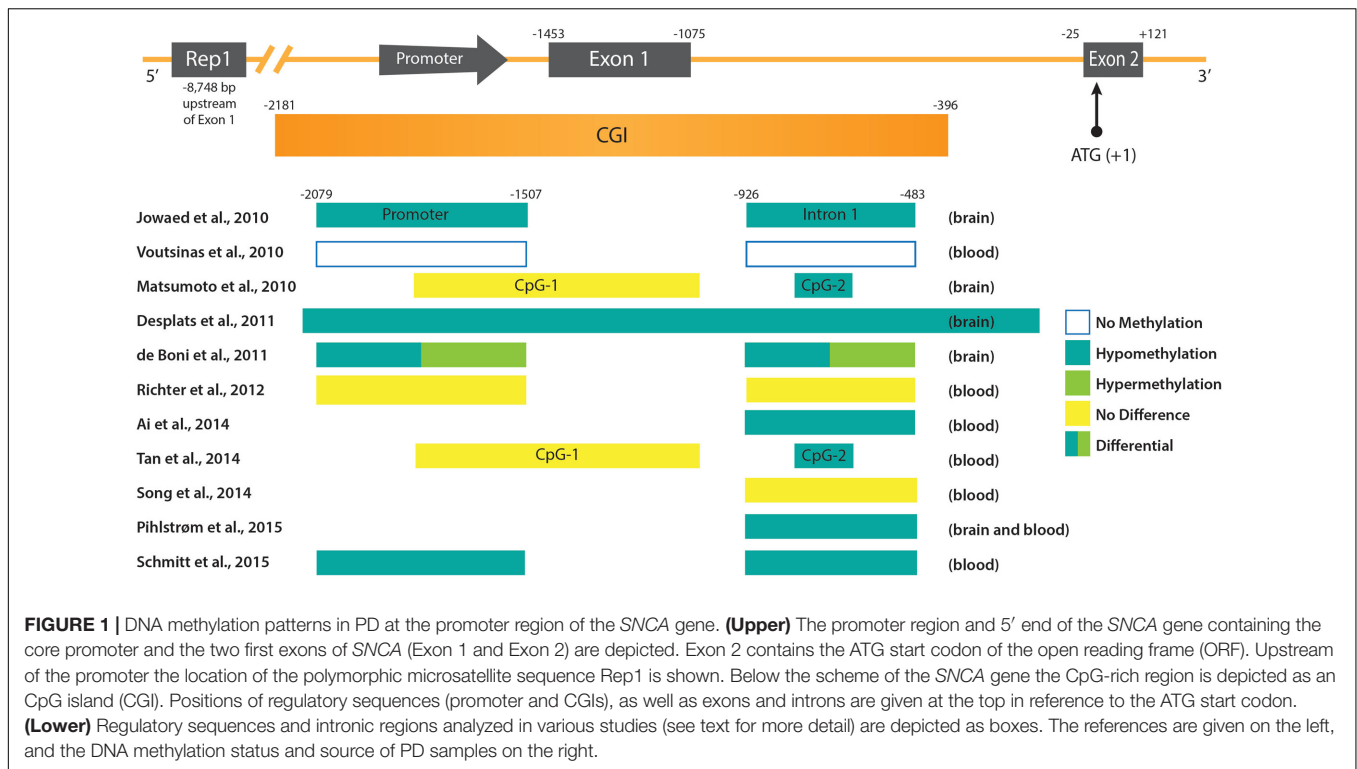 -1453 -1075 -25 +121
Rep1 Promoter Exon 1 Exon 2
5′ 3′
-8,748 bp
upstream
of Exon 1
-2181 -396
CGI
ATG (+1)
-2079 -1507 -926 -483
Jowaed et al., 2010 Promoter Intron 1 (brain)
Voutsinas et al., 2010 (blood)
Matsumoto et al., 2010 CpG-1 CpG-2 (brain)
Desplats et al., 2011 (brain)
de Boni et al., 2011 (brain)
Richter et al., 2012 (blood)
Ai et al., 2014 (blood)
Tan et al., 2014 CpG-1 CpG-2 (blood)
Song et al., 2014 (blood)
Pihlstrøm et al., 2015 (brain and blood)
Schmitt et al., 2015 (blood)
No Methylation
Hypomethylation
Hypermethylation
No Difference
Differential
FIGURE 1 | DNA methylation patterns in PD at the promoter region of the SNCA gene. (Upper) The promoter region and 5′ end of the SNCA gene containing the
core promoter and the two first exons of SNCA (Exon 1 and Exon 2) are depicted. Exon 2 contains the ATG start codon of the open reading frame (ORF). Upstream
of the promoter the location of the polymorphic microsatellite sequence Rep1 is shown. Below the scheme of the SNCA gene the CpG-rich region is depicted as an
CpG island (CGI). Positions of regulatory sequences (promoter and CGIs), as well as exons and introns are given at the top in reference to the ATG start codon.
(Lower) Regulatory sequences and intronic regions analyzed in various studies (see text for more detail) are depicted as boxes. The references are given on the left,
and the DNA methylation status and source of PD samples on the right.